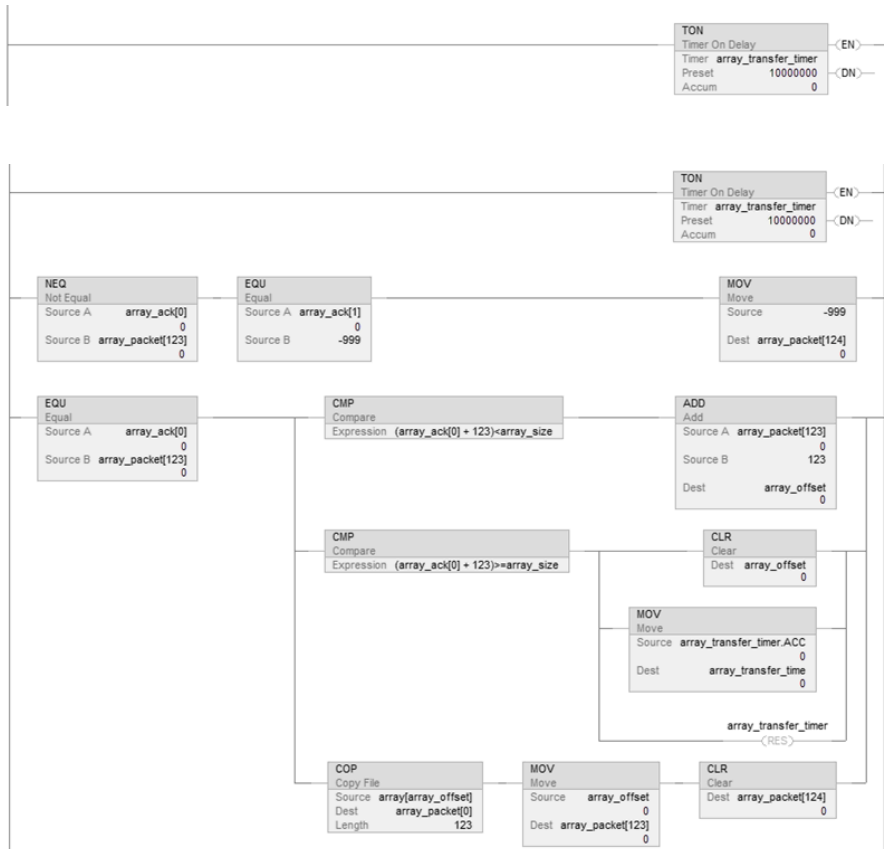 TON
Timer On Delay
Timer array_transfer_timer
Preset 10000000
Accum 0
EN
DN
TON
Timer On Delay
Timer array_transfer_timer
Preset 10000000
Accum 0
EN
DN
NEQ
Not Equal
Source A array_ack[0]
0
Source B array_packet[123]
0
EQU
Equal
Source A array_ack[1]
0
Source B -999
MOV
Move
Source -999
Dest array_packet[124]
0
EQU
Equal
Source A array_ack[0]
0
Source B array_packet[123]
0
CMP
Compare
Expression (array_ack[0] + 123)<array_size
ADD
Add
Source A array_packet[123]
0
Source B 123
Dest array_offset
0
CMP
Compare
Expression (array_ack[0] + 123)>=array_size
CLR
Clear
Dest array_offset
0
MOV
Move
Source array_transfer_timer.ACC
0
Dest array_transfer_time
0
array_transfer_timer
RES
COP
Copy File
Source array[array_offset]
Dest array_packet[0]
Length 123
MOV
Move
Source array_offset
0
Dest array_packet[123]
0
CLR
Clear
Dest array_packet[124]
0